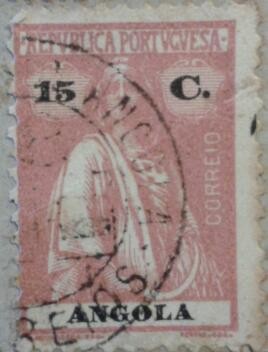 REPUBLICA PORTUGUESA
15 C.
CORREIO
ANGOLA